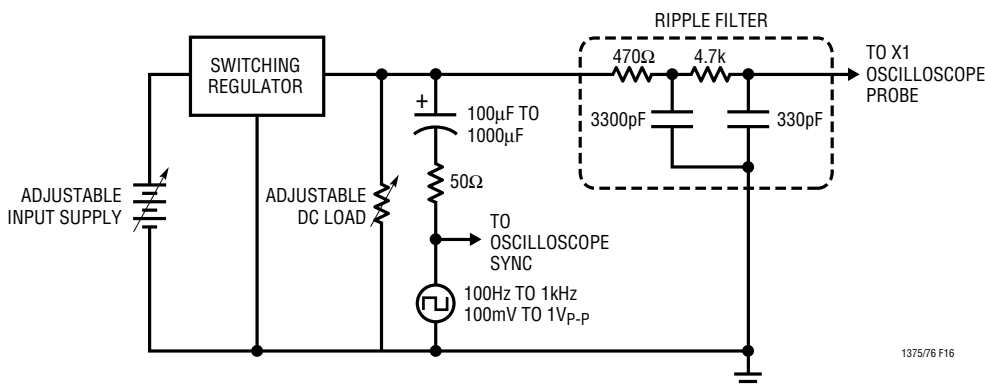 RIPPLE FILTER
SWITCHING
REGULATOR
470Ω
4.7k
TO X1
OSCILLOSCOPE
PROBE
+
100µF TO
1000µF
3300pF
330pF
ADJUSTABLE
INPUT SUPPLY
ADJUSTABLE
DC LOAD
50Ω
TO
OSCILLOSCOPE
SYNC
100Hz TO 1kHz
100mV TO 1VP-P
1375/76 F16